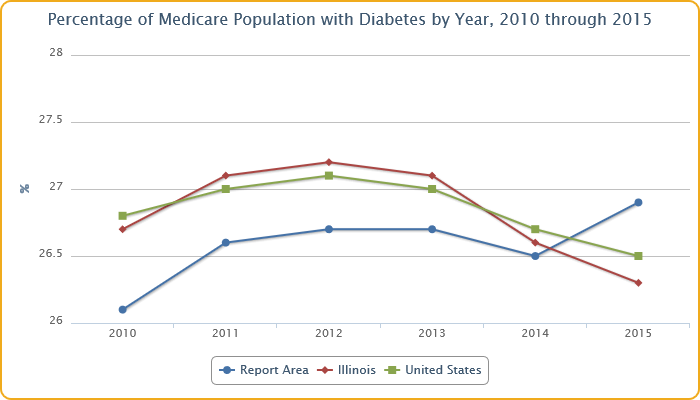 Percentage of Medicare Population with Diabetes by Year, 2010 through 2015
28
27.5
27
%
26.5
26
2010 2011 2012 2013 2014 2015
Report Area Illinois United States